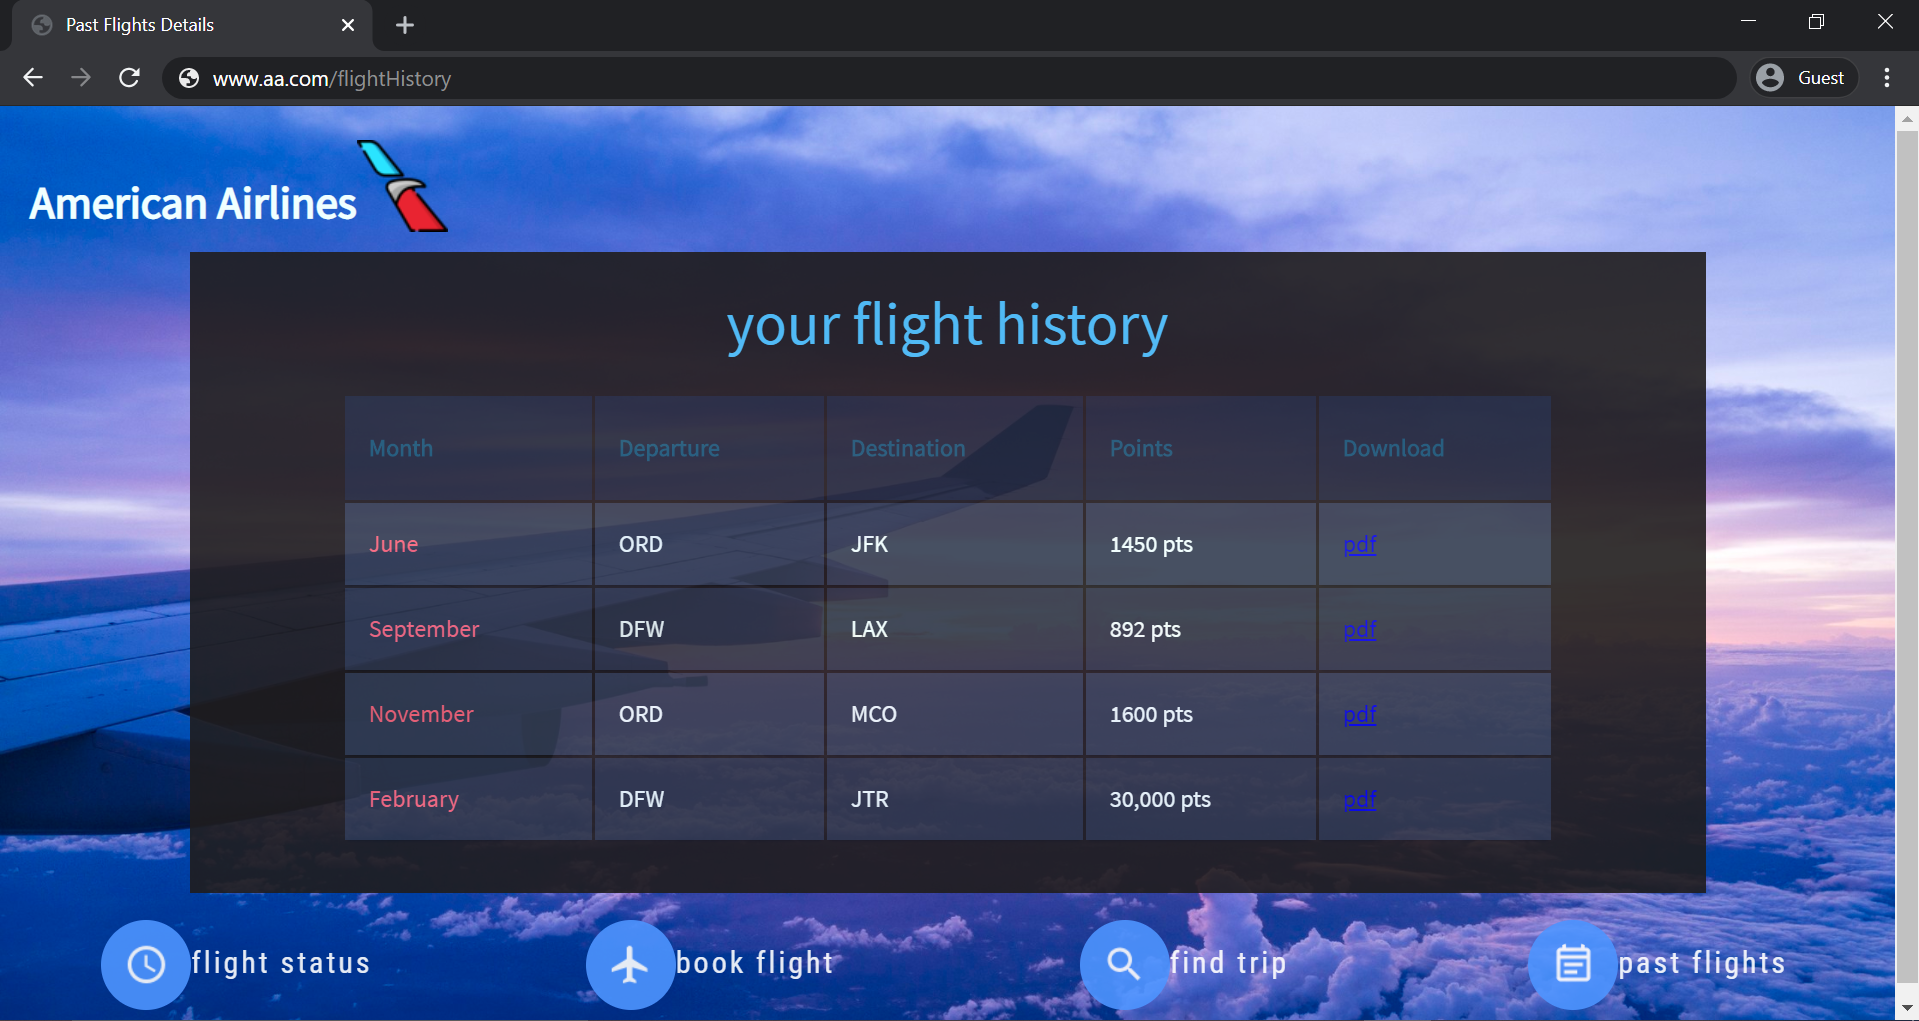 Past Flights Details
www.aa.com/flightHistory
Guest
American Airlines
your flight history
Month Departure Destination Points Download
June ORD JFK 1450 pts pdf
September DFW LAX 892 pts pdf
November ORD MCO 1600 pts pdf
February DFW JTR 30,000 pts pdf
flight status book flight find trip past flights